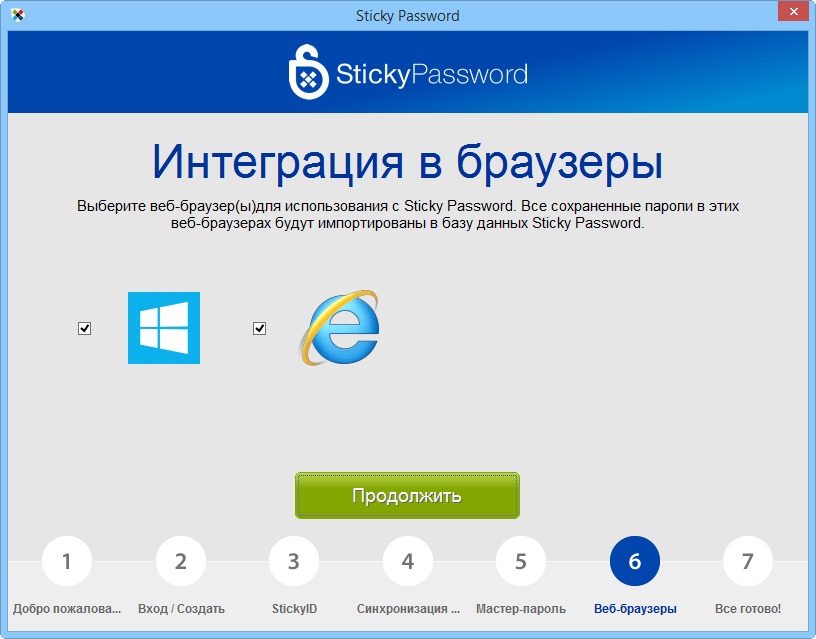 Sticky Password
StickyPassword
Интеграция в браузеры
Выберите веб-браузер(ы)для использования с Sticky Password. Все сохраненные пароли в этих
веб-браузерах будут импортированы в базу данных Sticky Password.
Продолжить
1 2 3 4 5 6 7
Добро пожалова... Вход / Создать StickyID Синхронизация ... Мастер-пароль Веб-браузеры Все готово!